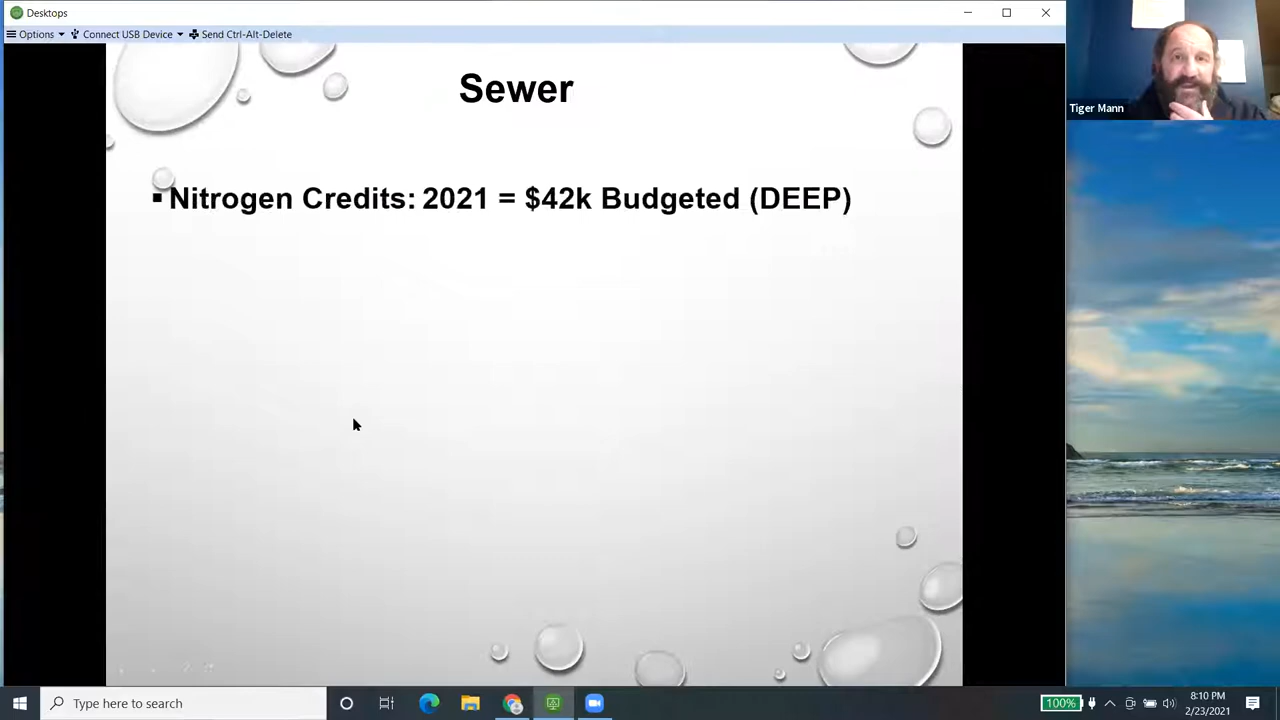 Desktops
Options
Connect USB Device
Send Ctrl-Alt-Delete
Tiger Mann
Sewer
▪ Nitrogen Credits: 2021 = $42k Budgeted (DEEP)
Type here to search
100%
8:10 PM
2/23/2021